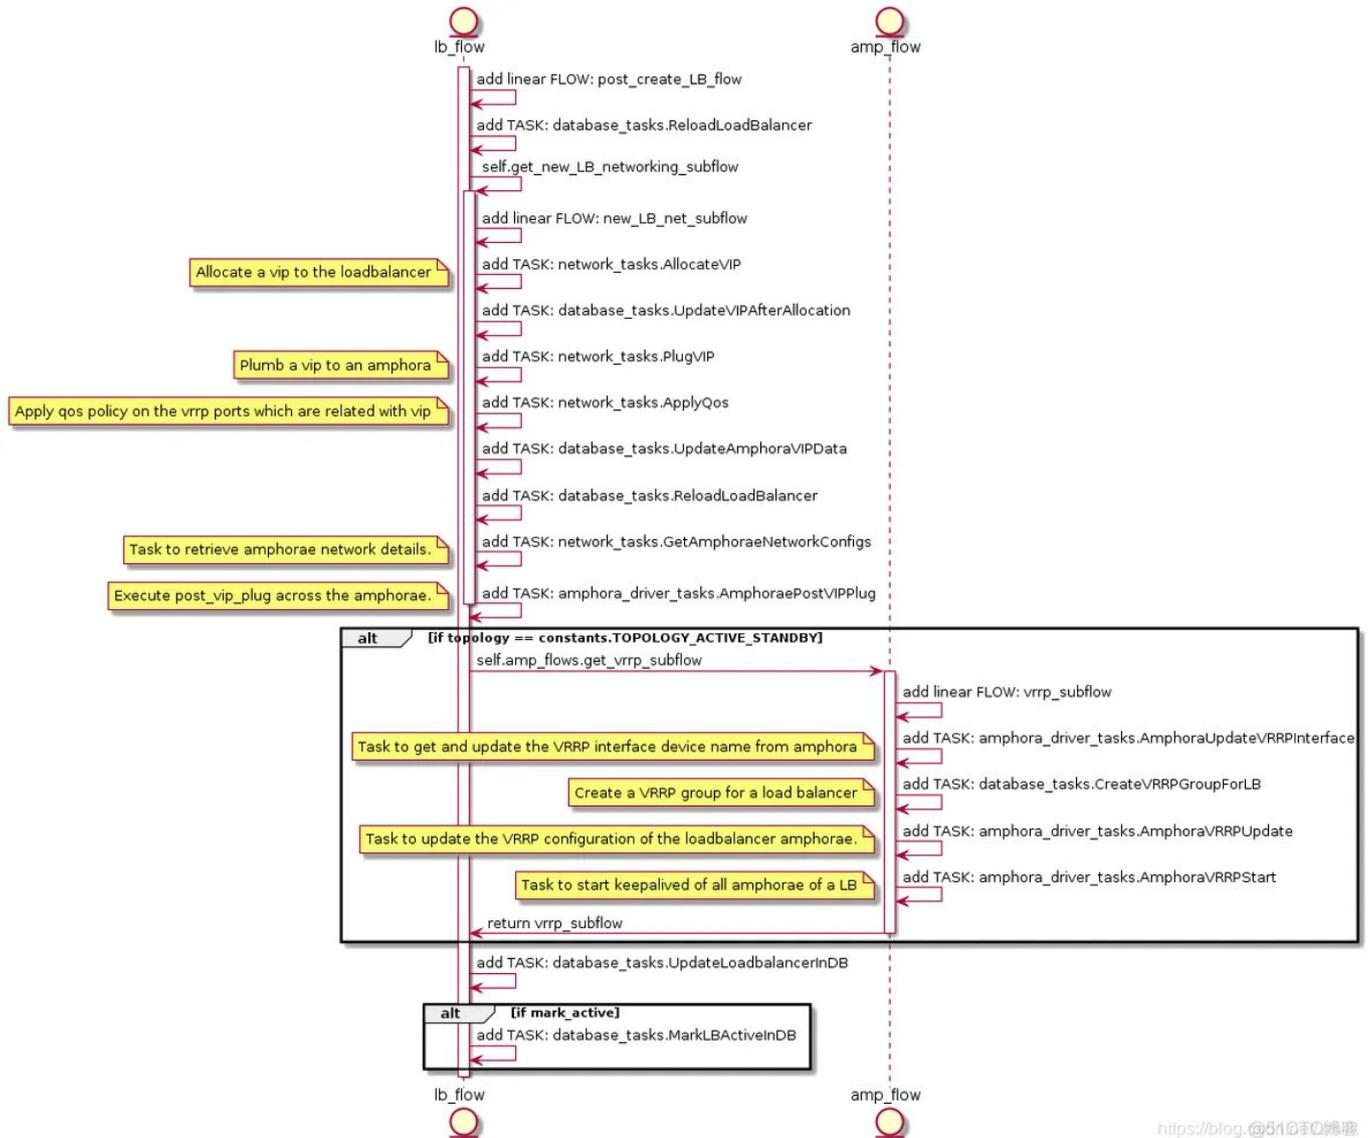 lb_flow
amp_flow
add linear FLOW: post_create_LB_flow
add TASK: database_tasks.ReloadLoadBalancer
self.get_new_LB_networking_subflow
add linear FLOW: new_LB_net_subflow
Allocate a vip to the loadbalancer
add TASK: network_tasks.AllocateVIP
add TASK: database_tasks.UpdateVIPAfterAllocation
Plumb a vip to an amphora
add TASK: network_tasks.PlugVIP
Apply qos policy on the vrrp ports which are related with vip
add TASK: network_tasks.ApplyQos
add TASK: database_tasks.UpdateAmphoraVIPData
add TASK: database_tasks.ReloadLoadBalancer
Task to retrieve amphorae network details.
add TASK: network_tasks.GetAmphoraeNetworkConfigs
Execute post_vip_plug across the amphorae.
add TASK: amphora_driver_tasks.AmphoraePostVIPPlug
alt
[if topology == constants.TOPOLOGY_ACTIVE_STANDBY]
self.amp_flows.get_vrrp_subflow
add linear FLOW: vrrp_subflow
Task to get and update the VRRP interface device name from amphora
add TASK: amphora_driver_tasks.AmphoraUpdateVRRPInterface
Create a VRRP group for a load balancer
add TASK: database_tasks.CreateVRRPGroupForLB
Task to update the VRRP configuration of the loadbalancer amphorae.
add TASK: amphora_driver_tasks.AmphoraVRRPUpdate
Task to start keepalived of all amphorae of a LB
add TASK: amphora_driver_tasks.AmphoraVRRPStart
return vrrp_subflow
add TASK: database_tasks.UpdateLoadbalancerInDB
alt
[if mark_active]
add TASK: database_tasks.MarkLBActiveInDB
lb_flow
amp_flow
@51CTO博客